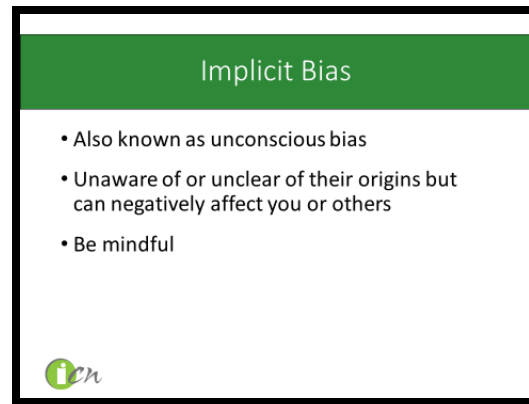 Implicit Bias
• Also known as unconscious bias
• Unaware of or unclear of their origins but
can negatively affect you or others
• Be mindful
icn